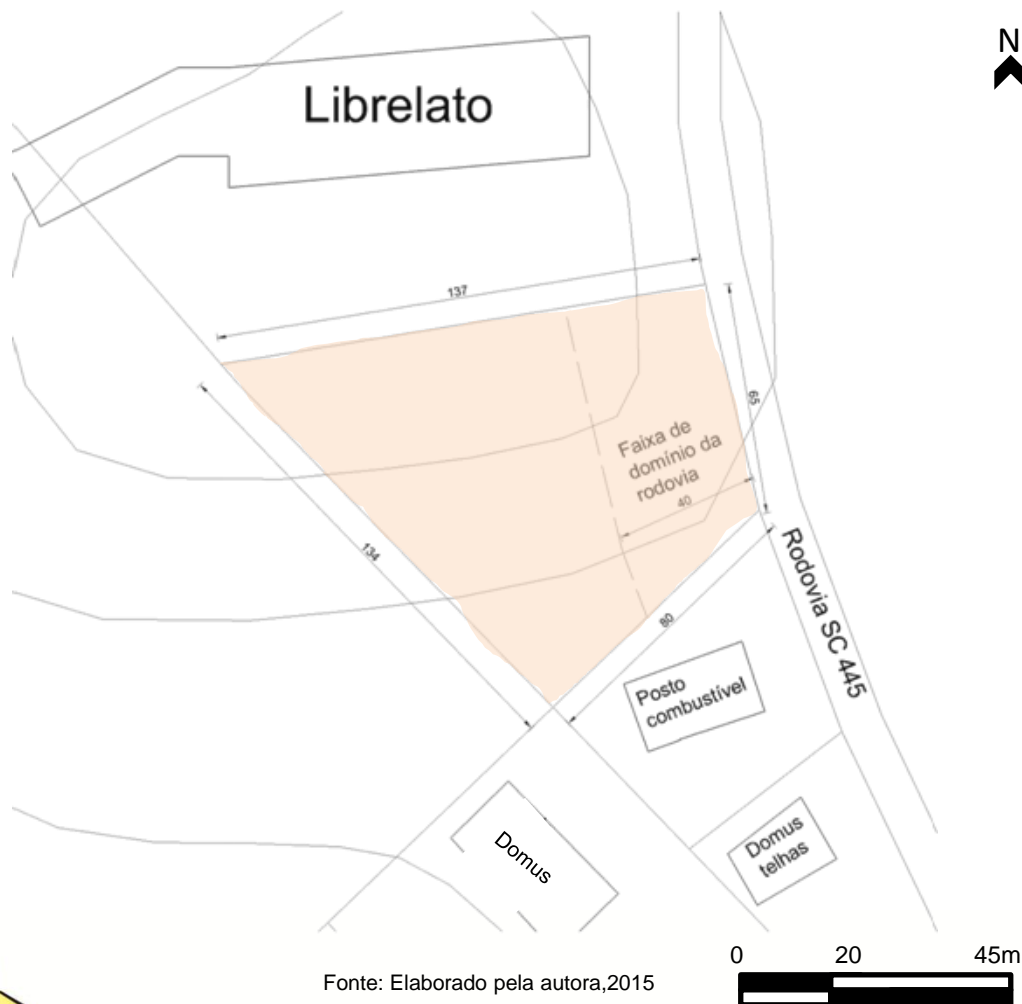 N
Librelato
137
65
Faixa de
domínio da
rodovia
40
134
80
Rodovia SC 445
Posto
combustível
Domus
Domus
telhas
0 20 45m
Fonte: Elaborado pela autora,2015